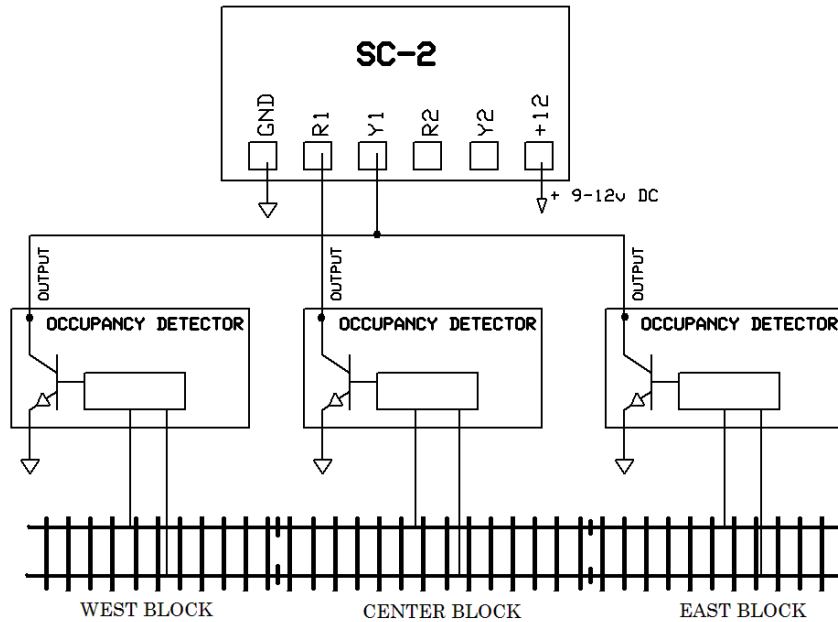 SC-2
GND R1 Y1 R2 Y2 +12
+ 9-12v DC
OUTPUT OUTPUT OUTPUT
OCCUPANCY DETECTOR OCCUPANCY DETECTOR OCCUPANCY DETECTOR
WEST BLOCK CENTER BLOCK EAST BLOCK